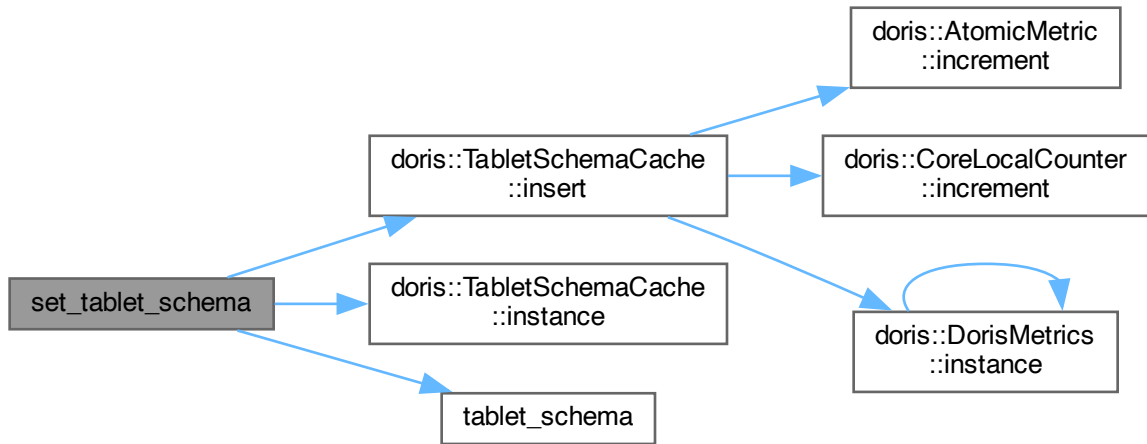 set_tablet_schema
doris::TabletSchemaCache
::insert
doris::TabletSchemaCache
::instance
tablet_schema
doris::AtomicMetric
::increment
doris::CoreLocalCounter
::increment
doris::DorisMetrics
::instance